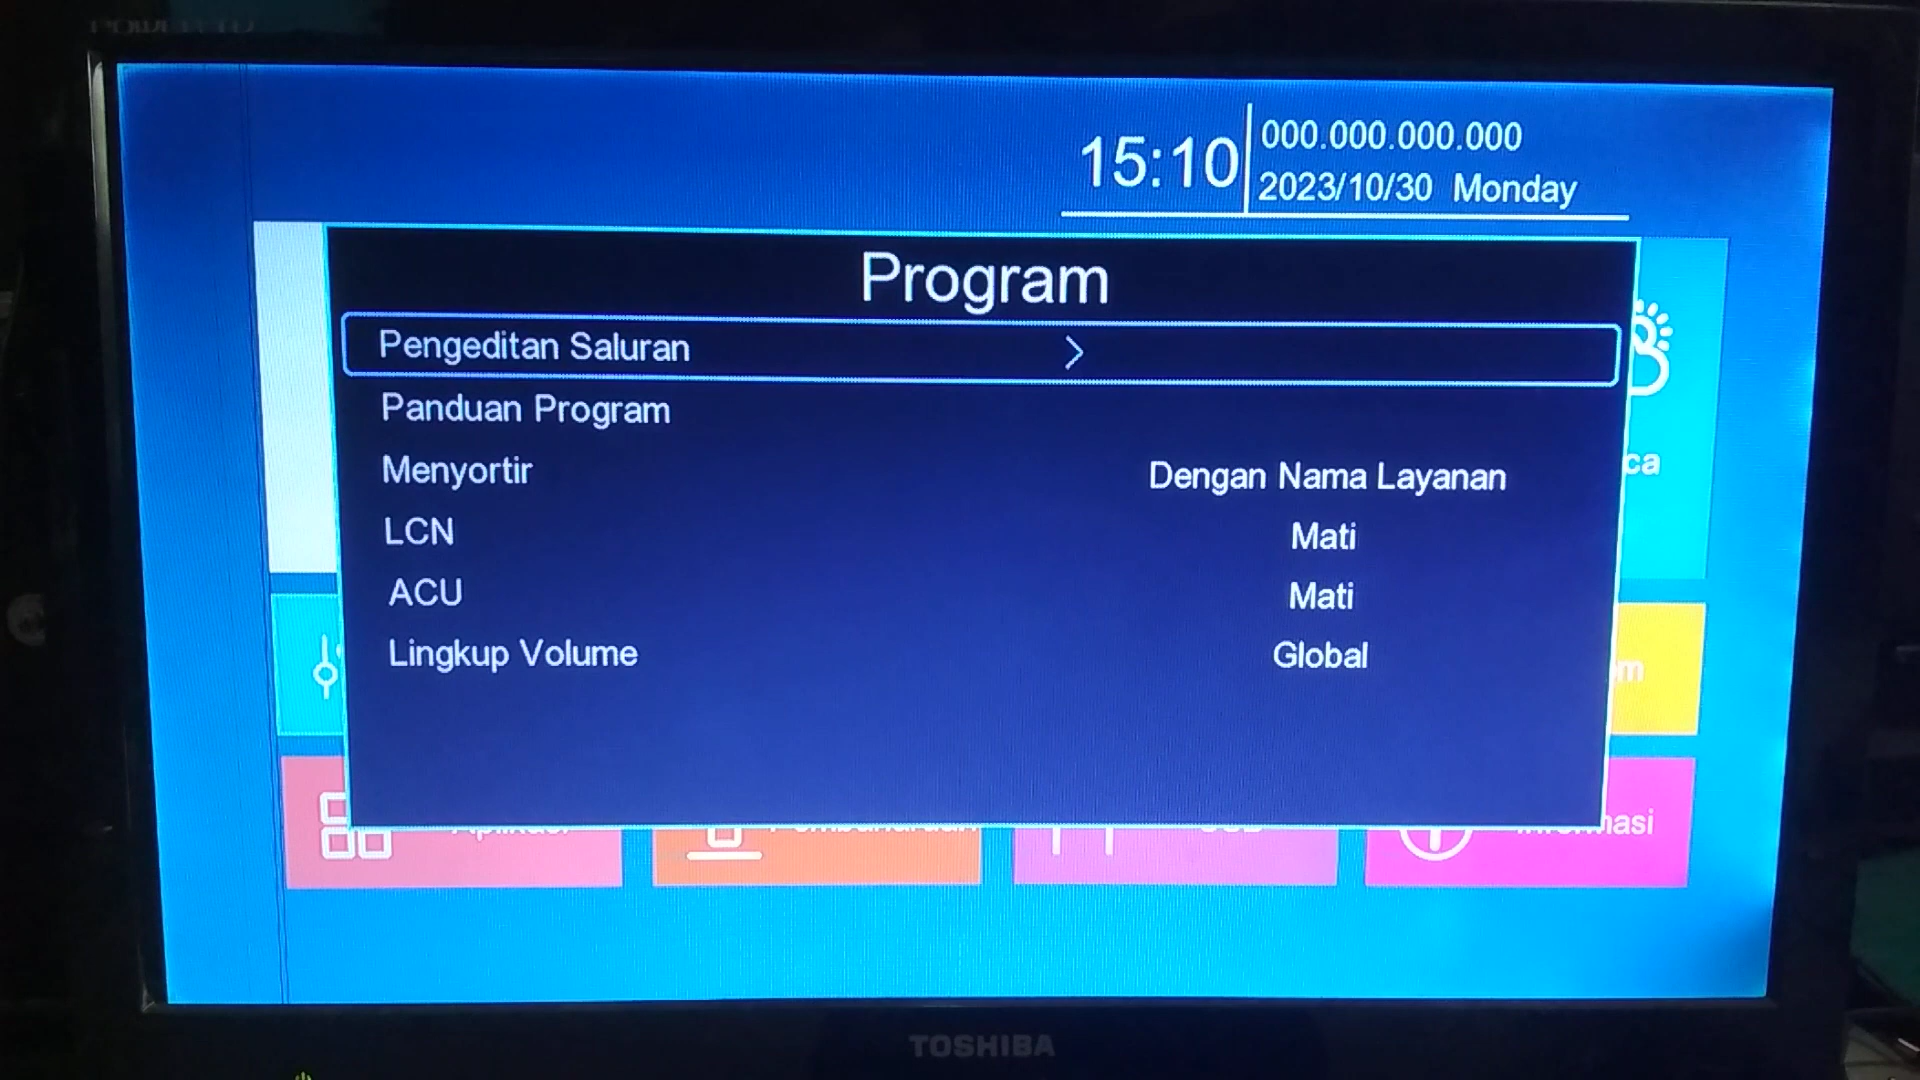 15:10
000.000.000.000
2023/10/30 Monday
Program
Pengeditan Saluran >
Panduan Program
Menyortir Dengan Nama Layanan
LCN Mati
ACU Mati
Lingkup Volume Global
TOSHIBA